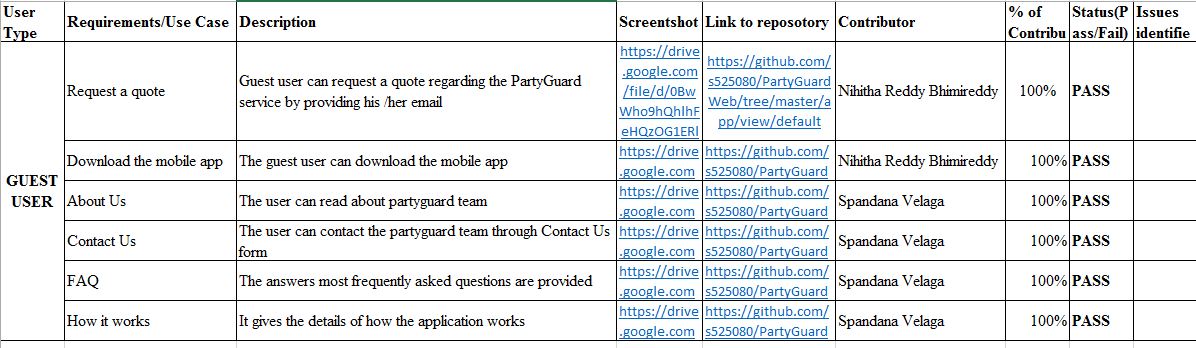 User Type	Requirements/Use Case	Description	Screentshot	Link to reposotory	Contributor	% of Contribu	Status(Pass/Fail)	Issues identifie
GUEST USER
Request a quote	Guest user can request a quote regarding the PartyGuard service by providing his /her email	https://drive.google.com/file/d/0BwWho9hQhlhFeHQzOG1ERl	https://github.com/s525080/PartyGuardWeb/tree/master/app/view/default	Nihitha Reddy Bhimireddy	100%	PASS
Download the mobile app	The guest user can download the mobile app	https://drive.google.com	https://github.com/s525080/PartyGuard	Nihitha Reddy Bhimireddy	100%	PASS
About Us	The user can read about partyguard team	https://drive.google.com	https://github.com/s525080/PartyGuard	Spandana Velaga	100%	PASS
Contact Us	The user can contact the partyguard team through Contact Us form	https://drive.google.com	https://github.com/s525080/PartyGuard	Spandana Velaga	100%	PASS
FAQ	The answers most frequently asked questions are provided	https://drive.google.com	https://github.com/s525080/PartyGuard	Spandana Velaga	100%	PASS
How it works	It gives the details of how the application works	https://drive.google.com	https://github.com/s525080/PartyGuard	Spandana Velaga	100%	PASS